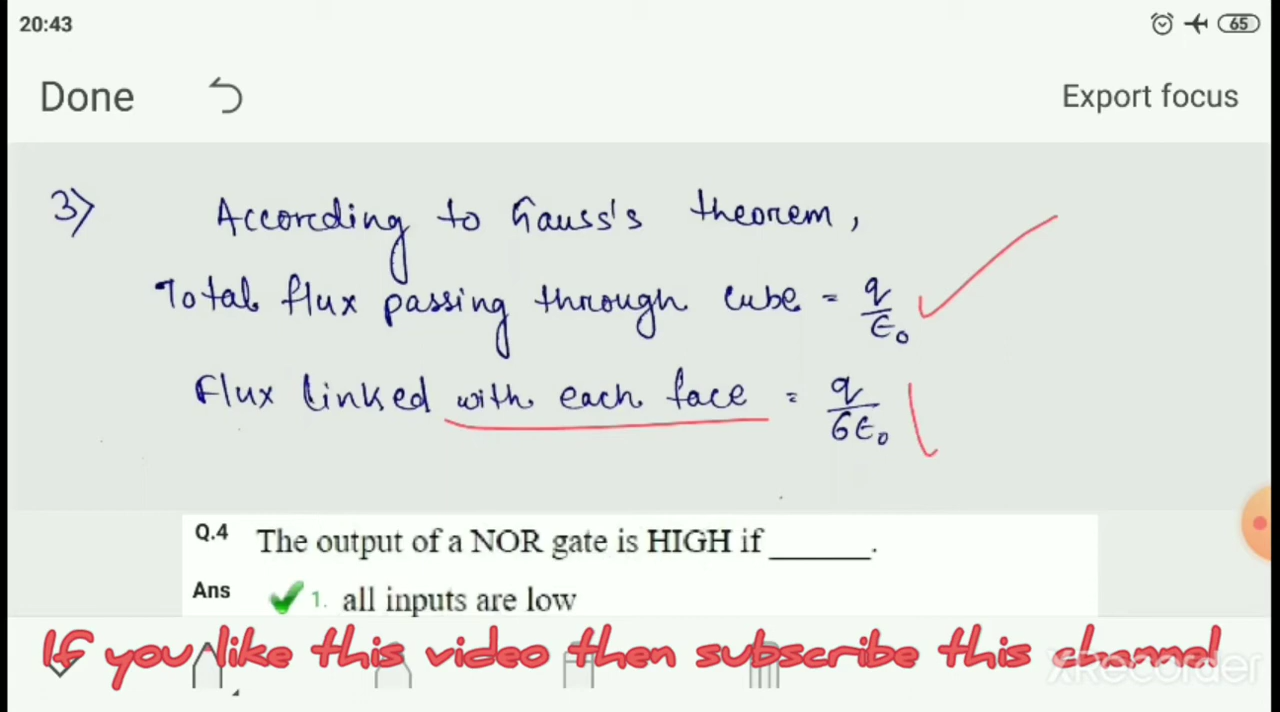 20:43
65
Done
Export focus
3) According to Gauss's theorem,
Total flux passing through cube = q/ϵ₀
Flux linked with each face = q/6ϵ₀
Q.4 The output of a NOR gate is HIGH if ______.
Ans 1. all inputs are low
If you like this video then subscribe this channel
XRecorder